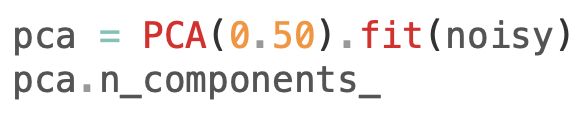 pca = PCA(0.50).fit(noisy)
pca.n_components_